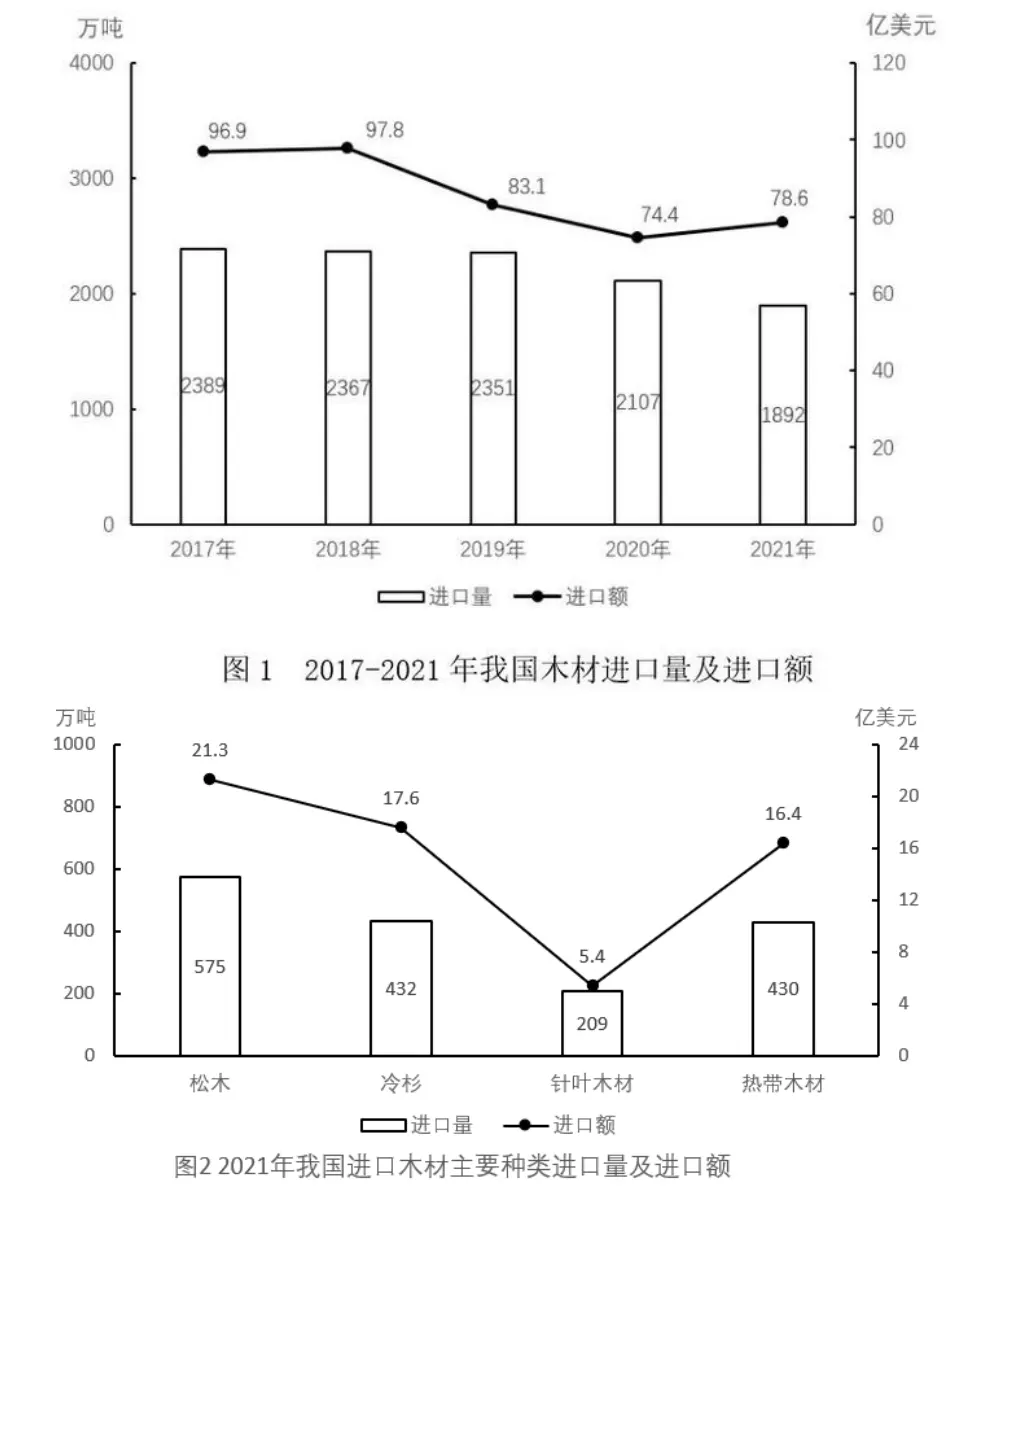 万吨 亿美元
4000 120
96.9 97.8
100
3000 83.1
74.4 78.6
80
2000 60
2389 2367 2351 2107 1892
40
1000
20
0 0
2017年 2018年 2019年 2020年 2021年
进口量 进口额
图1 2017-2021年我国木材进口量及进口额
万吨 亿美元
1000 24
21.3
17.6 20
800 16.4
16
600
12
400
575 432 5.4 430 8
200 209 4
0 0
松木 冷杉 针叶木材 热带木材
进口量 进口额
图2 2021年我国进口木材主要种类进口量及进口额